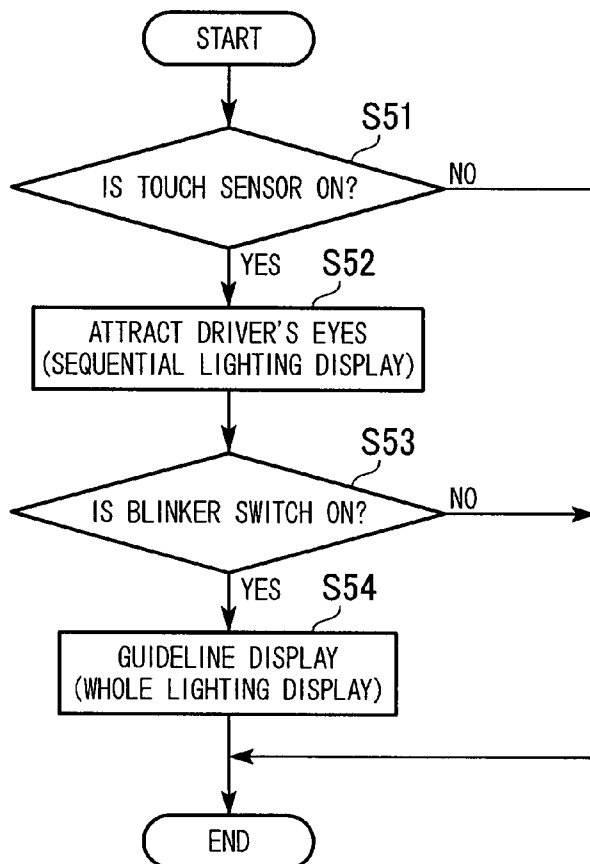 START
S51
IS TOUCH SENSOR ON?
NO
YES
S52
ATTRACT DRIVER'S EYES
(SEQUENTIAL LIGHTING DISPLAY)
S53
IS BLINKER SWITCH ON?
NO
YES
S54
GUIDELINE DISPLAY
(WHOLE LIGHTING DISPLAY)
END